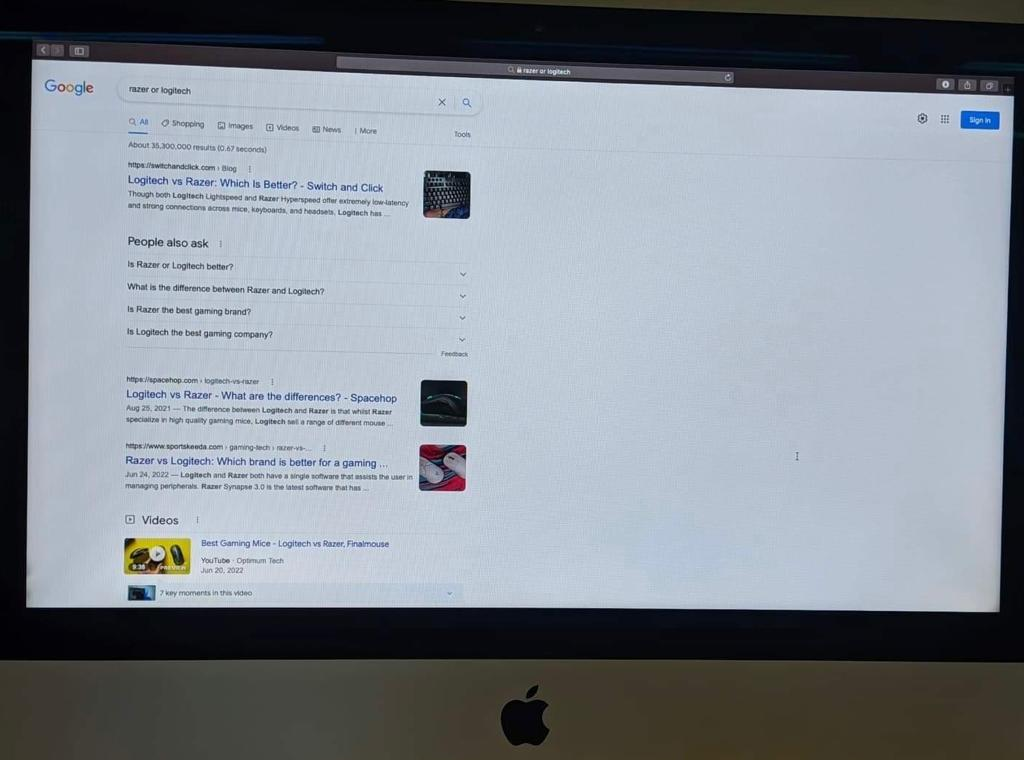 razer or logitech
Google
razer or logitech
All
Shopping
Images
Videos
News
More
Tools
Sign in
About 35,300,000 results (0.67 seconds)
https://switchandclick.com › Blog
Logitech vs Razer: Which Is Better? - Switch and Click
Though both Logitech Lightspeed and Razer Hyperspeed offer extremely low-latency
and strong connections across mice, keyboards, and headsets, Logitech has ...
People also ask
Is Razer or Logitech better?
What is the difference between Razer and Logitech?
Is Razer the best gaming brand?
Is Logitech the best gaming company?
Feedback
https://spacehop.com › logitech-vs-razer
Logitech vs Razer - What are the differences? - Spacehop
Aug 25, 2021 — The difference between Logitech and Razer is that whilst Razer
specialize in high quality gaming mice, Logitech sell a range of different mouse ...
https://www.sportskeeda.com › gaming-tech › razer-vs-...
Razer vs Logitech: Which brand is better for a gaming ...
Jun 24, 2022 — Logitech and Razer both have a single software that assists the user in
managing peripherals. Razer Synapse 3.0 is the latest software that has ...
Videos
Best Gaming Mice - Logitech vs Razer, Finalmouse
YouTube · Optimum Tech
Jun 20, 2022
9:38
PREVIEW
7 key moments in this video